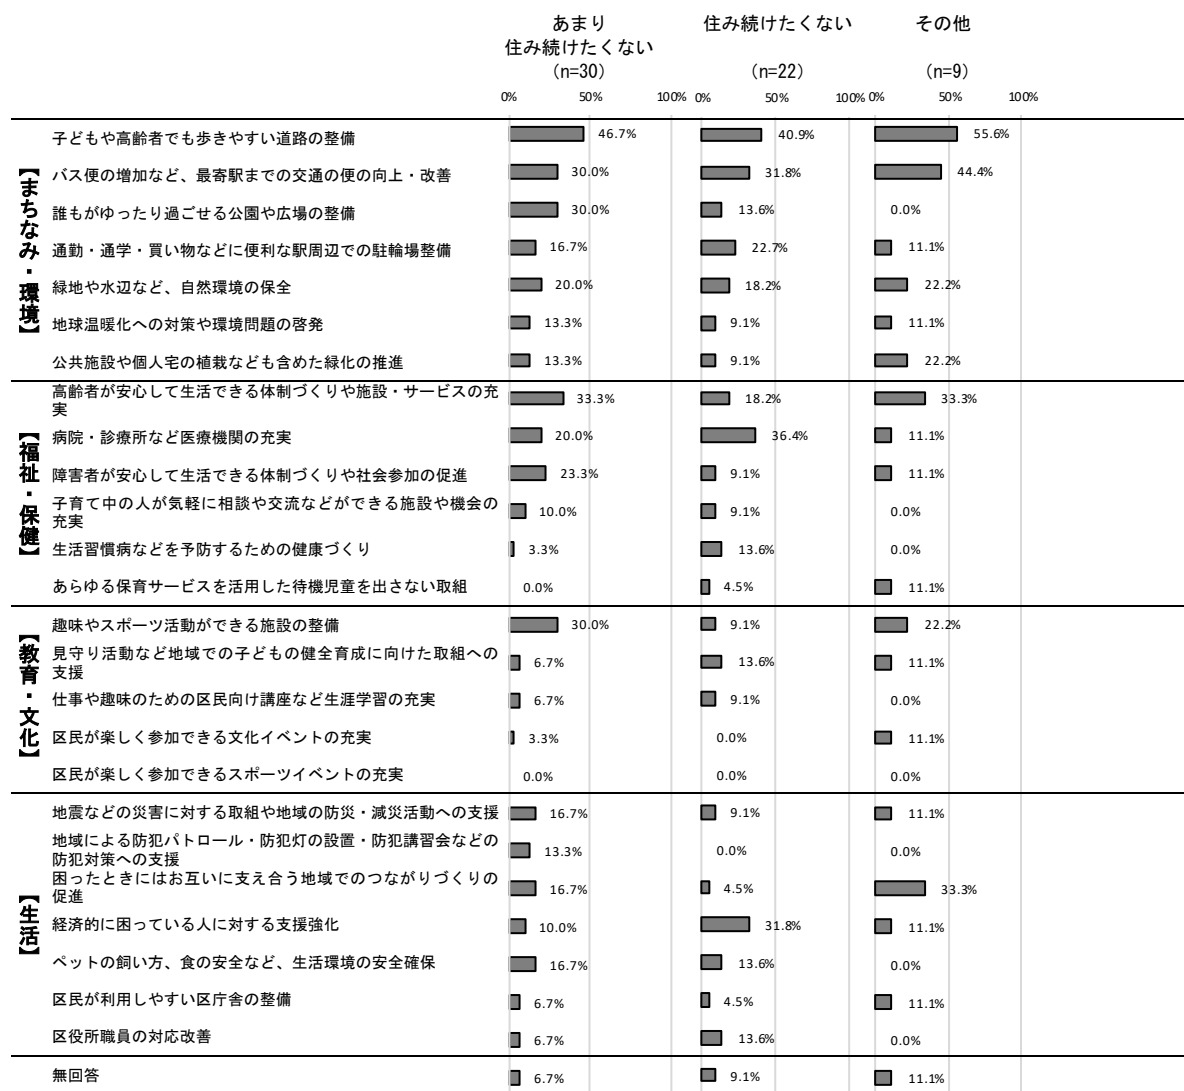 あまり
住み続けたくない
（n=30）
住み続けたくない
（n=22）
その他
（n=9）
0% 50% 100% 0% 50% 100% 0% 50% 100%
【まちなみ・環境】
子どもや高齢者でも歩きやすい道路の整備 46.7% 40.9% 55.6%
バス便の増加など、最寄駅までの交通の便の向上・改善 30.0% 31.8% 44.4%
誰もがゆったり過ごせる公園や広場の整備 30.0% 13.6% 0.0%
通勤・通学・買い物などに便利な駅周辺での駐輪場整備 16.7% 22.7% 11.1%
緑地や水辺など、自然環境の保全 20.0% 18.2% 22.2%
地球温暖化への対策や環境問題の啓発 13.3% 9.1% 11.1%
公共施設や個人宅の植栽なども含めた緑化の推進 13.3% 9.1% 22.2%
【福祉・保健】
高齢者が安心して生活できる体制づくりや施設・サービスの充
実 33.3% 18.2% 33.3%
病院・診療所など医療機関の充実 20.0% 36.4% 11.1%
障害者が安心して生活できる体制づくりや社会参加の促進 23.3% 9.1% 11.1%
子育て中の人が気軽に相談や交流などができる施設や機会の
充実 10.0% 9.1% 0.0%
生活習慣病などを予防するための健康づくり 3.3% 13.6% 0.0%
あらゆる保育サービスを活用した待機児童を出さない取組 0.0% 4.5% 11.1%
【教育・文化】
趣味やスポーツ活動ができる施設の整備 30.0% 9.1% 22.2%
見守り活動など地域での子どもの健全育成に向けた取組への
支援 6.7% 13.6% 11.1%
仕事や趣味のための区民向け講座など生涯学習の充実 6.7% 9.1% 0.0%
区民が楽しく参加できる文化イベントの充実 3.3% 0.0% 11.1%
区民が楽しく参加できるスポーツイベントの充実 0.0% 0.0% 0.0%
【生活】
地震などの災害に対する取組や地域の防災・減災活動への支援 16.7% 9.1% 11.1%
地域による防犯パトロール・防犯灯の設置・防犯講習会などの
防犯対策への支援 13.3% 0.0% 0.0%
困ったときにはお互いに支え合う地域でのつながりづくりの
促進 16.7% 4.5% 33.3%
経済的に困っている人に対する支援強化 10.0% 31.8% 11.1%
ペットの飼い方、食の安全など、生活環境の安全確保 16.7% 13.6% 0.0%
区民が利用しやすい区庁舎の整備 6.7% 4.5% 11.1%
区役所職員の対応改善 6.7% 13.6% 0.0%
無回答 6.7% 9.1% 11.1%